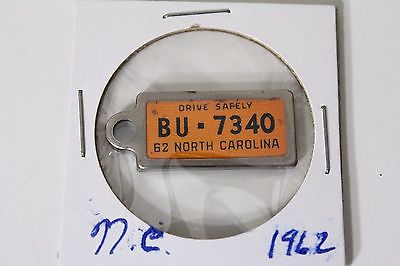 DRIVE SAFELY
BU-7340
62 NORTH CAROLINA
N.C. 1962